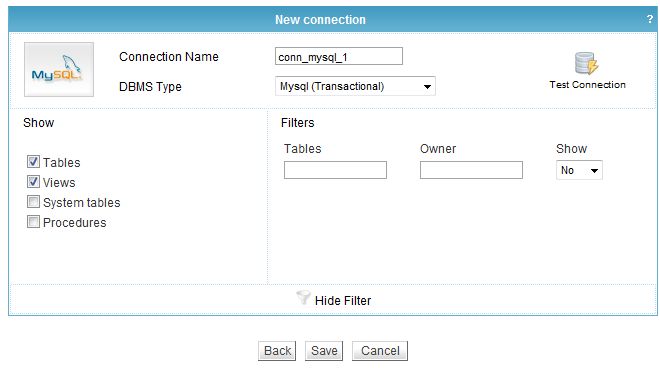 New connection
?
MySQL
Connection Name
conn_mysql_1
DBMS Type
Mysql (Transactional)
Test Connection
Show
Filters
Tables
Owner
Show
No
Tables
Views
System tables
Procedures
Hide Filter
Back
Save
Cancel